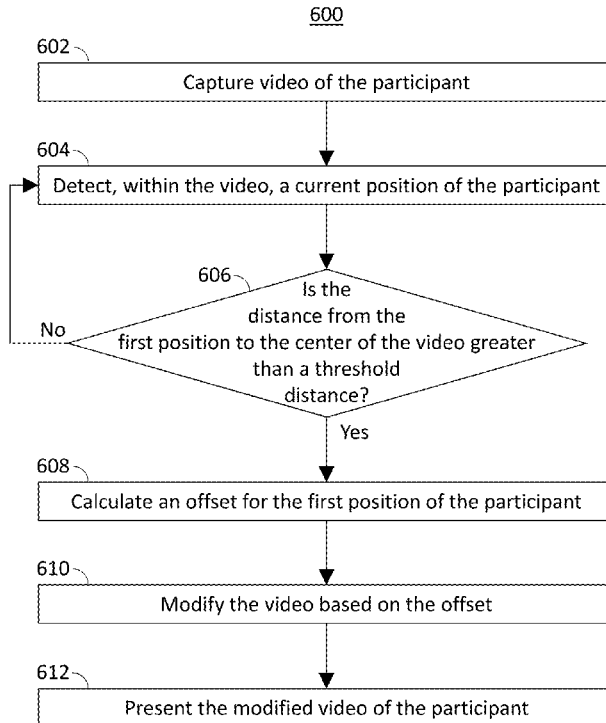 600
602
Capture video of the participant
604
Detect, within the video, a current position of the participant
606
Is the
distance from the
first position to the center of the video greater
than a threshold
distance?
No
Yes
608
Calculate an offset for the first position of the participant
610
Modify the video based on the offset
612
Present the modified video of the participant